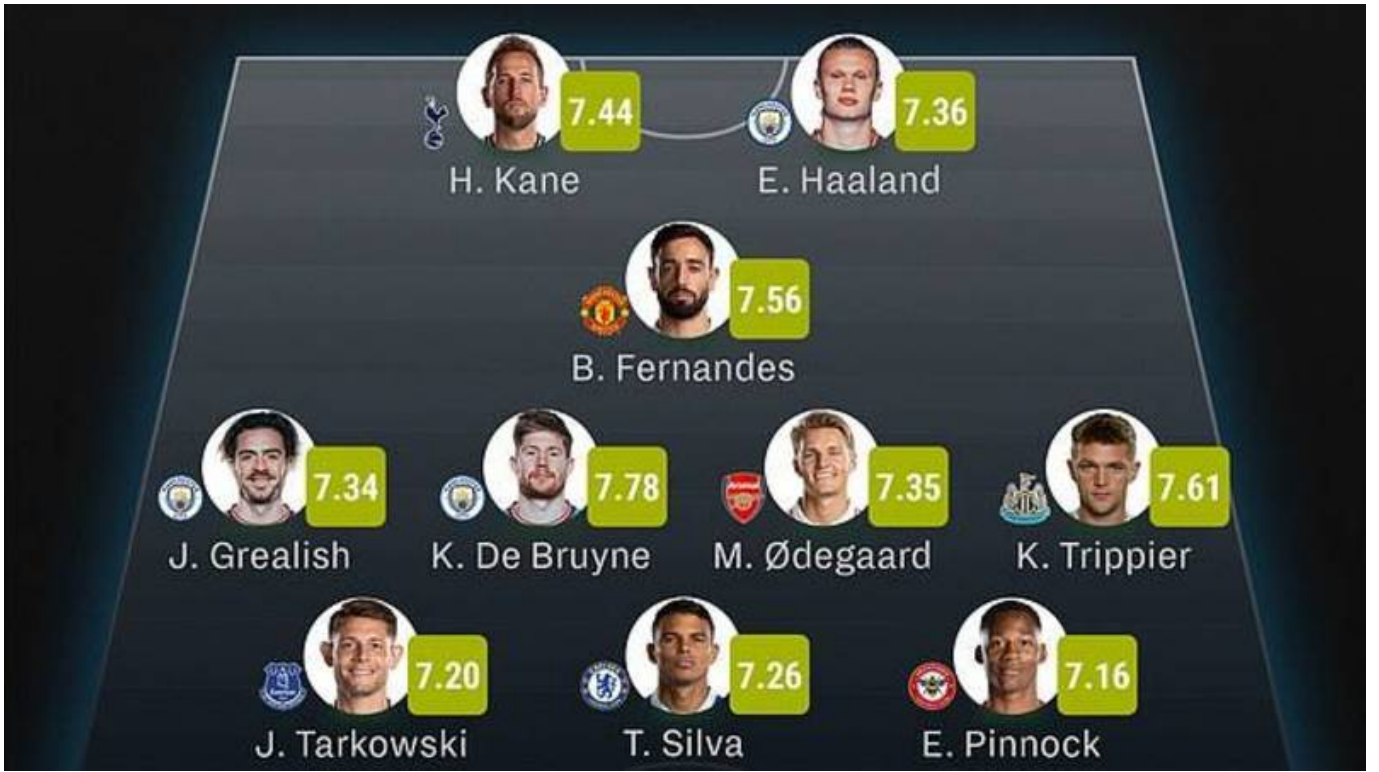 7.44
7.36
H. Kane
E. Haaland
7.56
B. Fernandes
7.34
7.78
7.35
7.61
J. Grealish
K. De Bruyne
M. Ødegaard
K. Trippier
7.20
7.26
7.16
J. Tarkowski
T. Silva
E. Pinnock